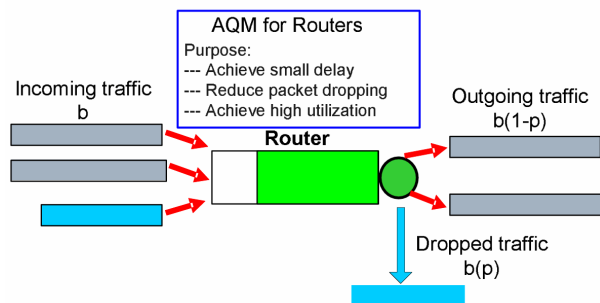 AQM for Routers
Purpose:
--- Achieve small delay
--- Reduce packet dropping
--- Achieve high utilization
Incoming traffic
b
Router
Outgoing traffic
b(1-p)
Dropped traffic
b(p)